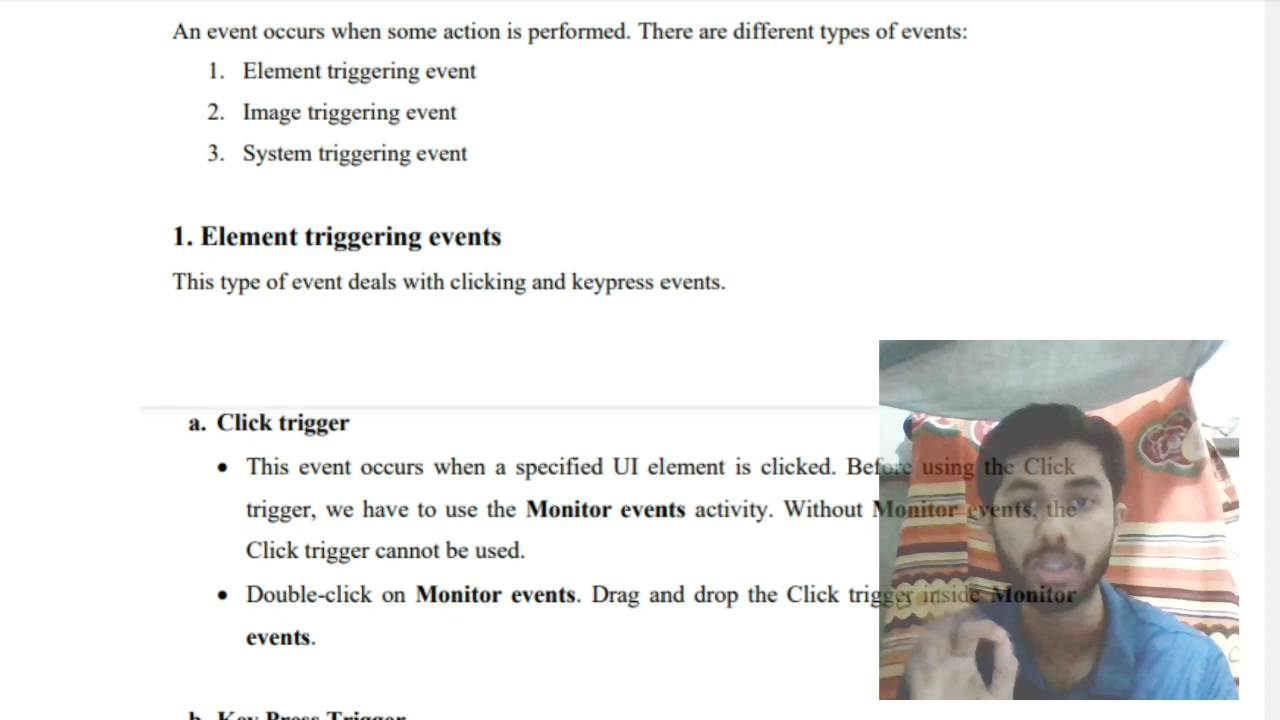 An event occurs when some action is performed. There are different types of events:
1. Element triggering event
2. Image triggering event
3. System triggering event
1. Element triggering events
This type of event deals with clicking and keypress events.
a. Click trigger
• This event occurs when a specified UI element is clicked. Before using the Click
trigger, we have to use the Monitor events activity. Without Monitor events, the
Click trigger cannot be used.
• Double-click on Monitor events. Drag and drop the Click trigger inside Monitor
events.
b. Key Press Trigger